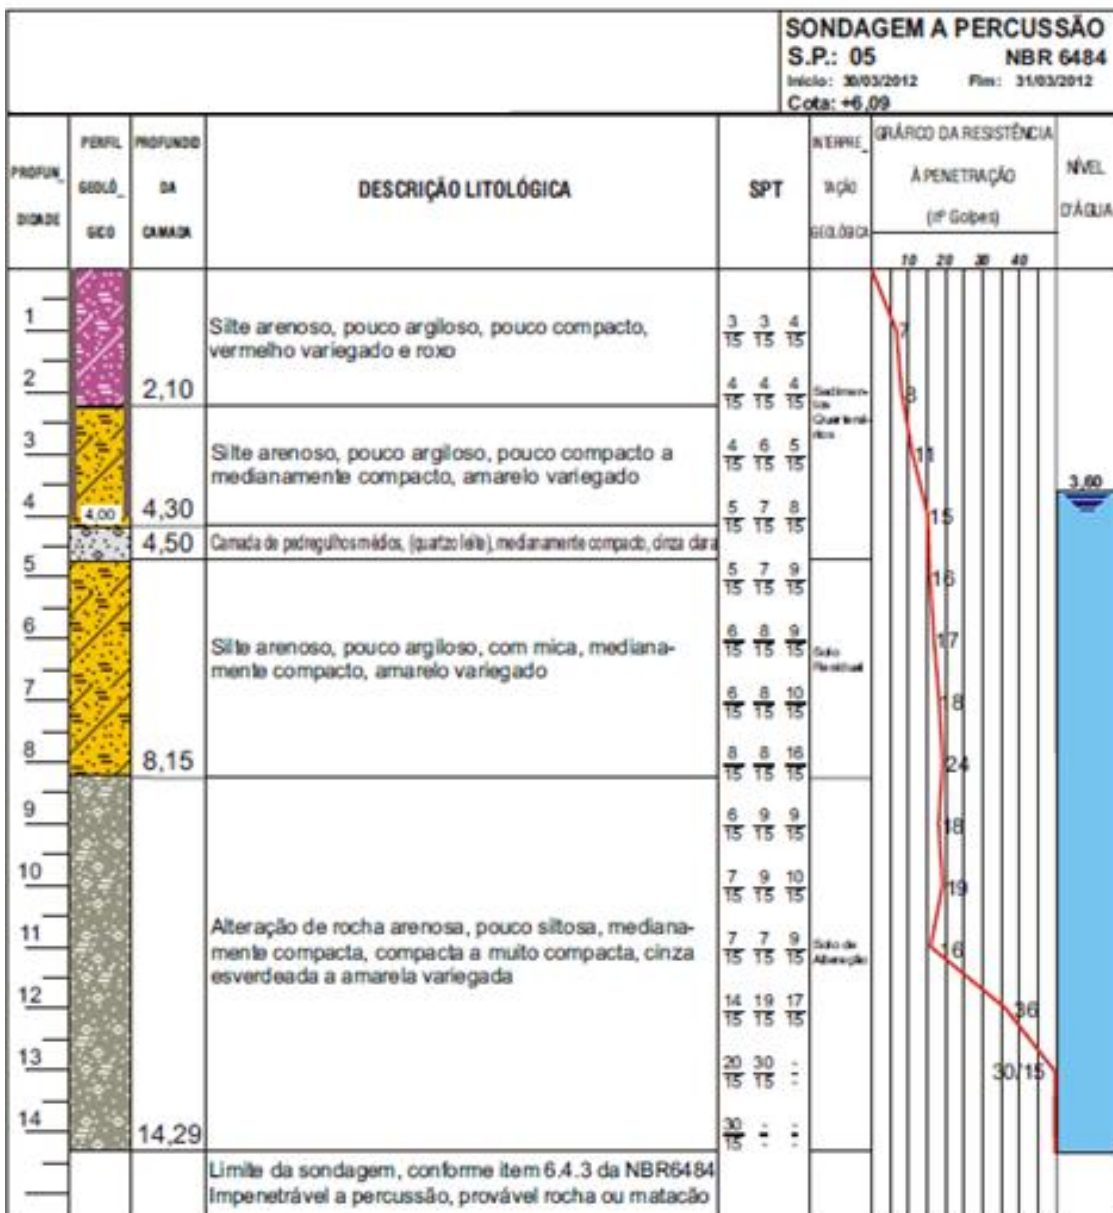 SONDAGEM A PERCUSSÃO
S.P.: 05 NBR 6484
Início: 30/03/2012 Fim: 31/03/2012
Cota: +6,09
PROFUN_
DIDADE
PERFIL
GEOLÓ_
GICO
PROFUNDID
DA
CAMADA
DESCRIÇÃO LITOLÓGICA
SPT
INTERPRE_
TAÇÃO
GEOLÓGICA
GRÁFICO DA RESISTÊNCIA
À PENETRAÇÃO
(nº Golpes)
10 20 30 40
NÍVEL
D'ÁGUA
1
Silte arenoso, pouco argiloso, pouco compacto,
vermelho variegado e roxo
3/15 3/15 4/15
7
2
2,10
4/15 4/15 4/15
8
3
Silte arenoso, pouco argiloso, pouco compacto a
medianamente compacto, amarelo variegado
4/15 6/15 5/15
11
3,60
4
4,00
4,30
5/15 7/15 8/15
15
4,50
Camada de pedregulhos médios, (quartzo leite), medianamente compacto, cinza clara
5
5/15 7/15 9/15
16
6
Silte arenoso, pouco argiloso, com mica, mediana-
mente compacto, amarelo variegado
6/15 8/15 9/15
Solo
Residual
17
7
6/15 8/15 10/15
18
8
8,15
8/15 8/15 16/15
24
9
6/15 9/15 9/15
18
10
7/15 9/15 10/15
19
11
Alteração de rocha arenosa, pouco siltosa, mediana-
mente compacta, compacta a muito compacta, cinza
esverdeada a amarela variegada
7/15 7/15 9/15
Solo de
Alteração
16
12
14/15 19/15 17/15
36
13
20/15 30/15 -/-
30/15
14
14,29
30/15 -/- -/-
Limite da sondagem, conforme item 6.4.3 da NBR6484
Impenetrável a percussão, provável rocha ou matacão